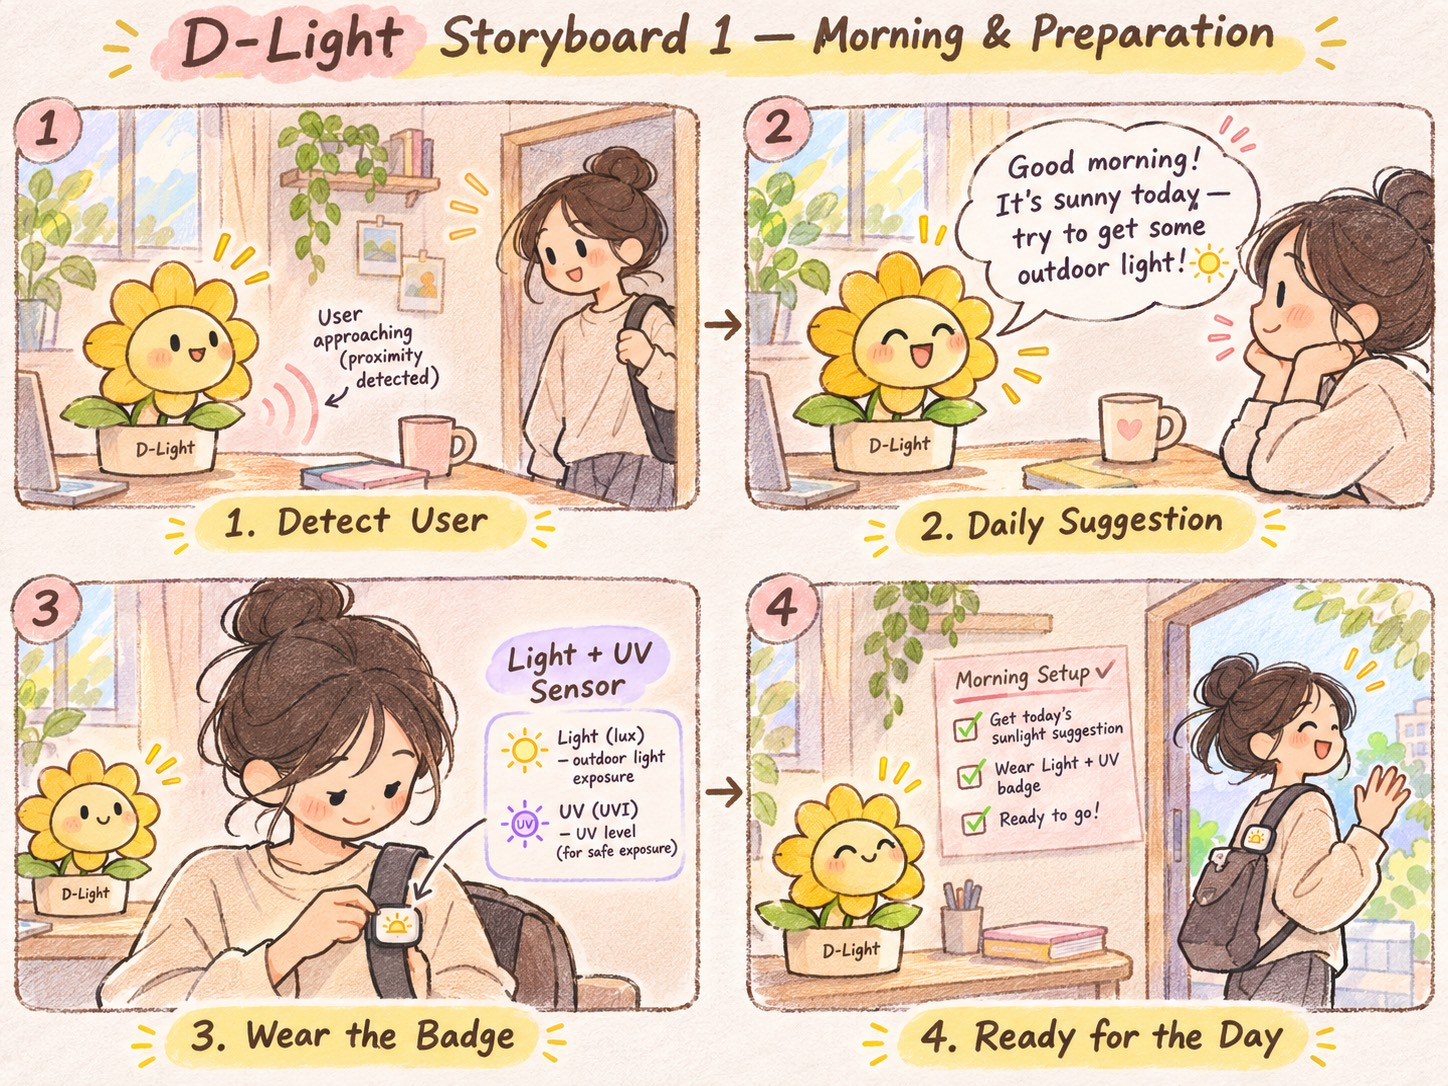 D-Light Storyboard 1 — Morning & Preparation
1
User
approaching
(proximity
detected)
D-Light
1. Detect User
2
Good morning!
It's sunny today —
try to get some
outdoor light!
D-Light
2. Daily Suggestion
3
Light + UV
Sensor
Light (lux)
– outdoor light
exposure
UV
UV (UVI)
– UV level
(for safe exposure)
D-Light
3. Wear the Badge
4
Morning Setup ✓
Get today's
sunlight suggestion
Wear Light + UV
badge
Ready to go!
D-Light
4. Ready for the Day